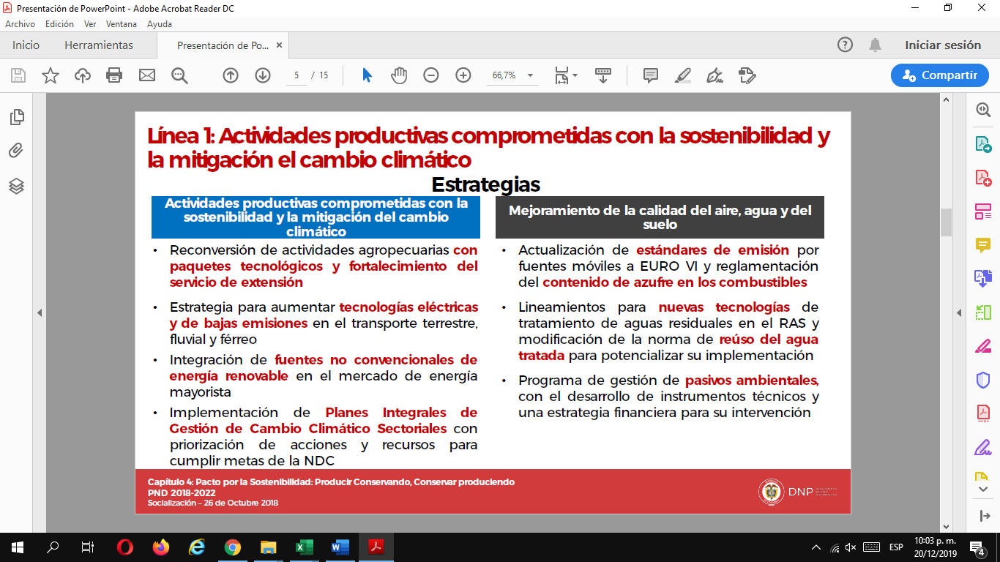 Presentación de PowerPoint - Adobe Acrobat Reader DC
Archivo Edición Ver Ventana Ayuda
Inicio Herramientas Presentación de Po... Iniciar sesión
5 / 15 66,7% Compartir
Línea 1: Actividades productivas comprometidas con la sostenibilidad y
la mitigación el cambio climático
Estrategias
Actividades productivas comprometidas con la
sostenibilidad y la mitigación del cambio
climático
• Reconversión de actividades agropecuarias con
paquetes tecnológicos y fortalecimiento del
servicio de extensión
• Estrategia para aumentar tecnologías eléctricas
y de bajas emisiones en el transporte terrestre,
fluvial y férreo
• Integración de fuentes no convencionales de
energía renovable en el mercado de energía
mayorista
• Implementación de Planes Integrales de
Gestión de Cambio Climático Sectoriales con
priorización de acciones y recursos para
cumplir metas de la NDC
Mejoramiento de la calidad del aire, agua y del
suelo
• Actualización de estándares de emisión por
fuentes móviles a EURO VI y reglamentación
del contenido de azufre en los combustibles
• Lineamientos para nuevas tecnologías de
tratamiento de aguas residuales en el RAS y
modificación de la norma de reúso del agua
tratada para potencializar su implementación
• Programa de gestión de pasivos ambientales,
con el desarrollo de instrumentos técnicos y
una estrategia financiera para su intervención
Capítulo 4: Pacto por la Sostenibilidad: Producir Conservando, Conservar produciendo
PND 2018-2022
Socialización – 26 de Octubre 2018
DNP
ESP
10:03 p. m.
20/12/2019
4